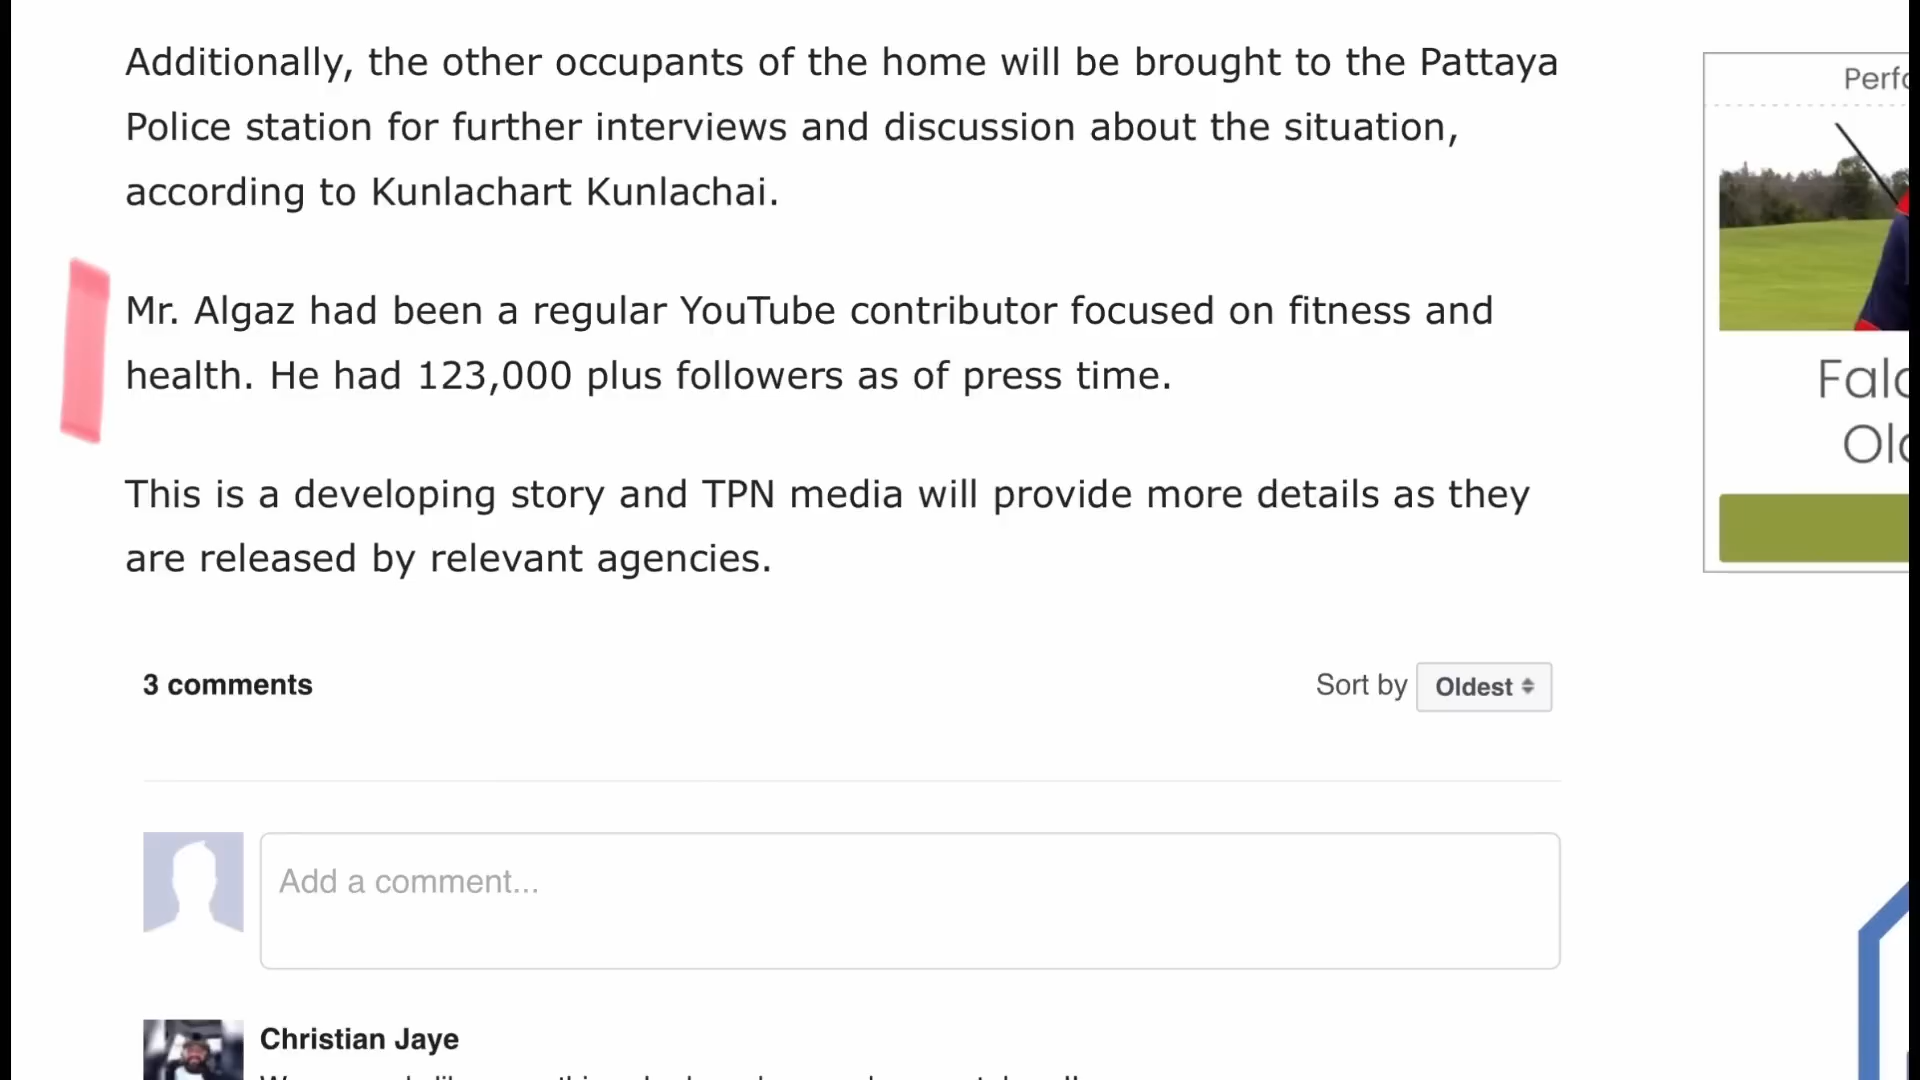 Additionally, the other occupants of the home will be brought to the Pattaya
Police station for further interviews and discussion about the situation,
according to Kunlachart Kunlachai.
Mr. Algaz had been a regular YouTube contributor focused on fitness and
health. He had 123,000 plus followers as of press time.
This is a developing story and TPN media will provide more details as they
are released by relevant agencies.
3 comments
Sort by Oldest
Add a comment...
Christian Jaye